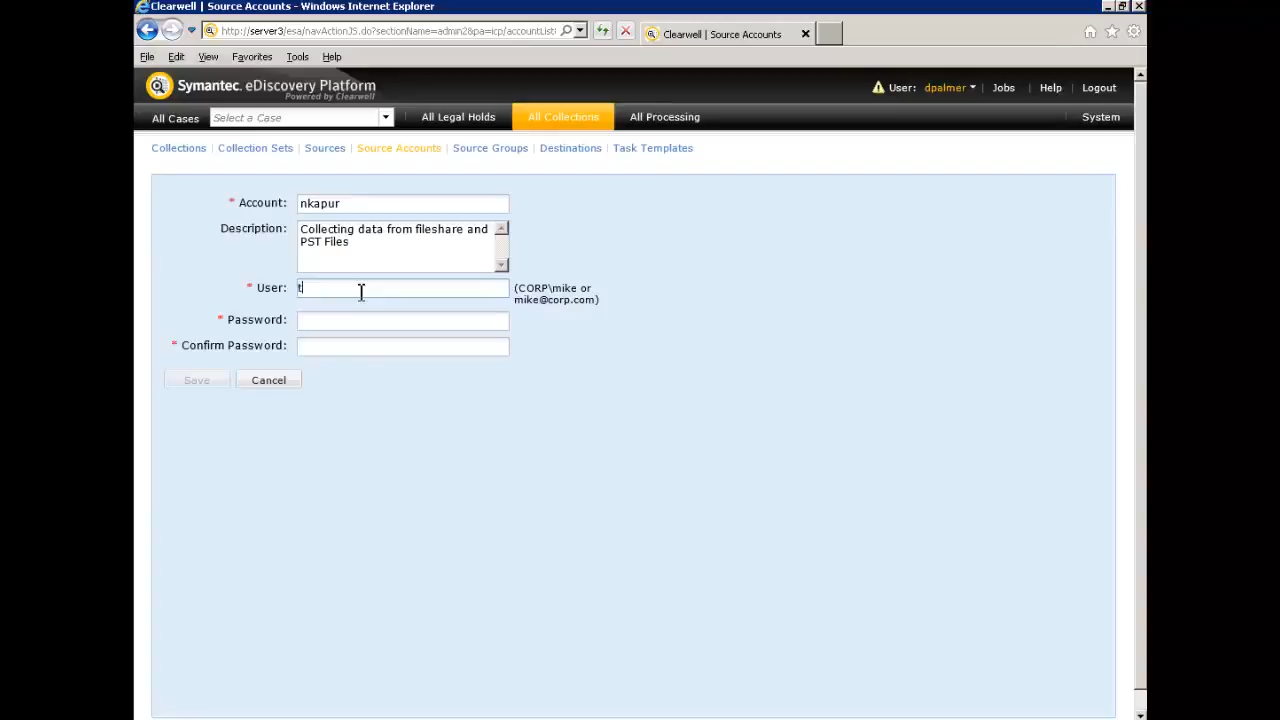 Clearwell | Source Accounts - Windows Internet Explorer
http://server3/esa/navActionJS.do?sectionName=admin2&pa=icp/accountListi
Clearwell | Source Accounts
File Edit View Favorites Tools Help
Symantec. eDiscovery Platform
Powered by Clearwell
User: dpalmer Jobs Help Logout
All Cases Select a Case All Legal Holds All Collections All Processing System
Collections | Collection Sets | Sources | Source Accounts | Source Groups | Destinations | Task Templates
* Account: nkapur
Description: Collecting data from fileshare and
PST Files
* User: t (CORP\mike or
mike@corp.com)
* Password:
* Confirm Password:
Save Cancel